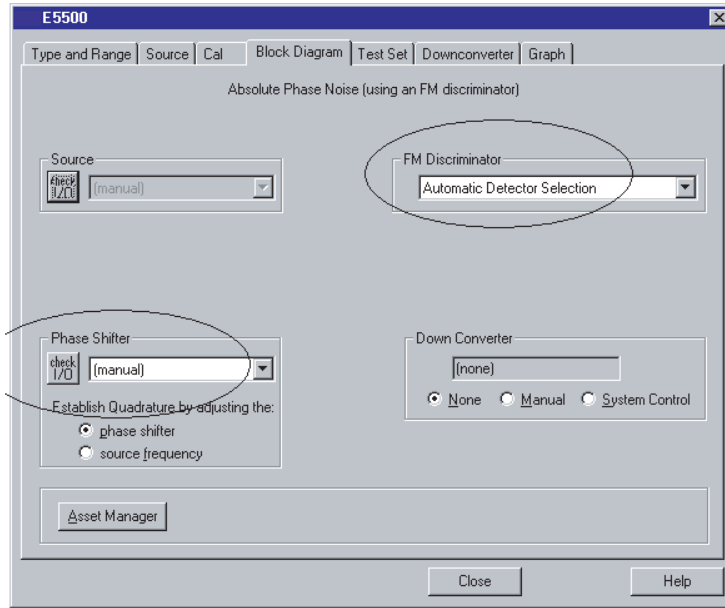 E5500
Type and Range Source Cal Block Diagram Test Set Downconverter Graph
Absolute Phase Noise (using an FM discriminator)
Source
check I/O
(manual)
FM Discriminator
Automatic Detector Selection
Phase Shifter
check I/O
(manual)
Establish Quadrature by adjusting the:
phase shifter
source frequency
Down Converter
(none)
None Manual System Control
Asset Manager
Close Help